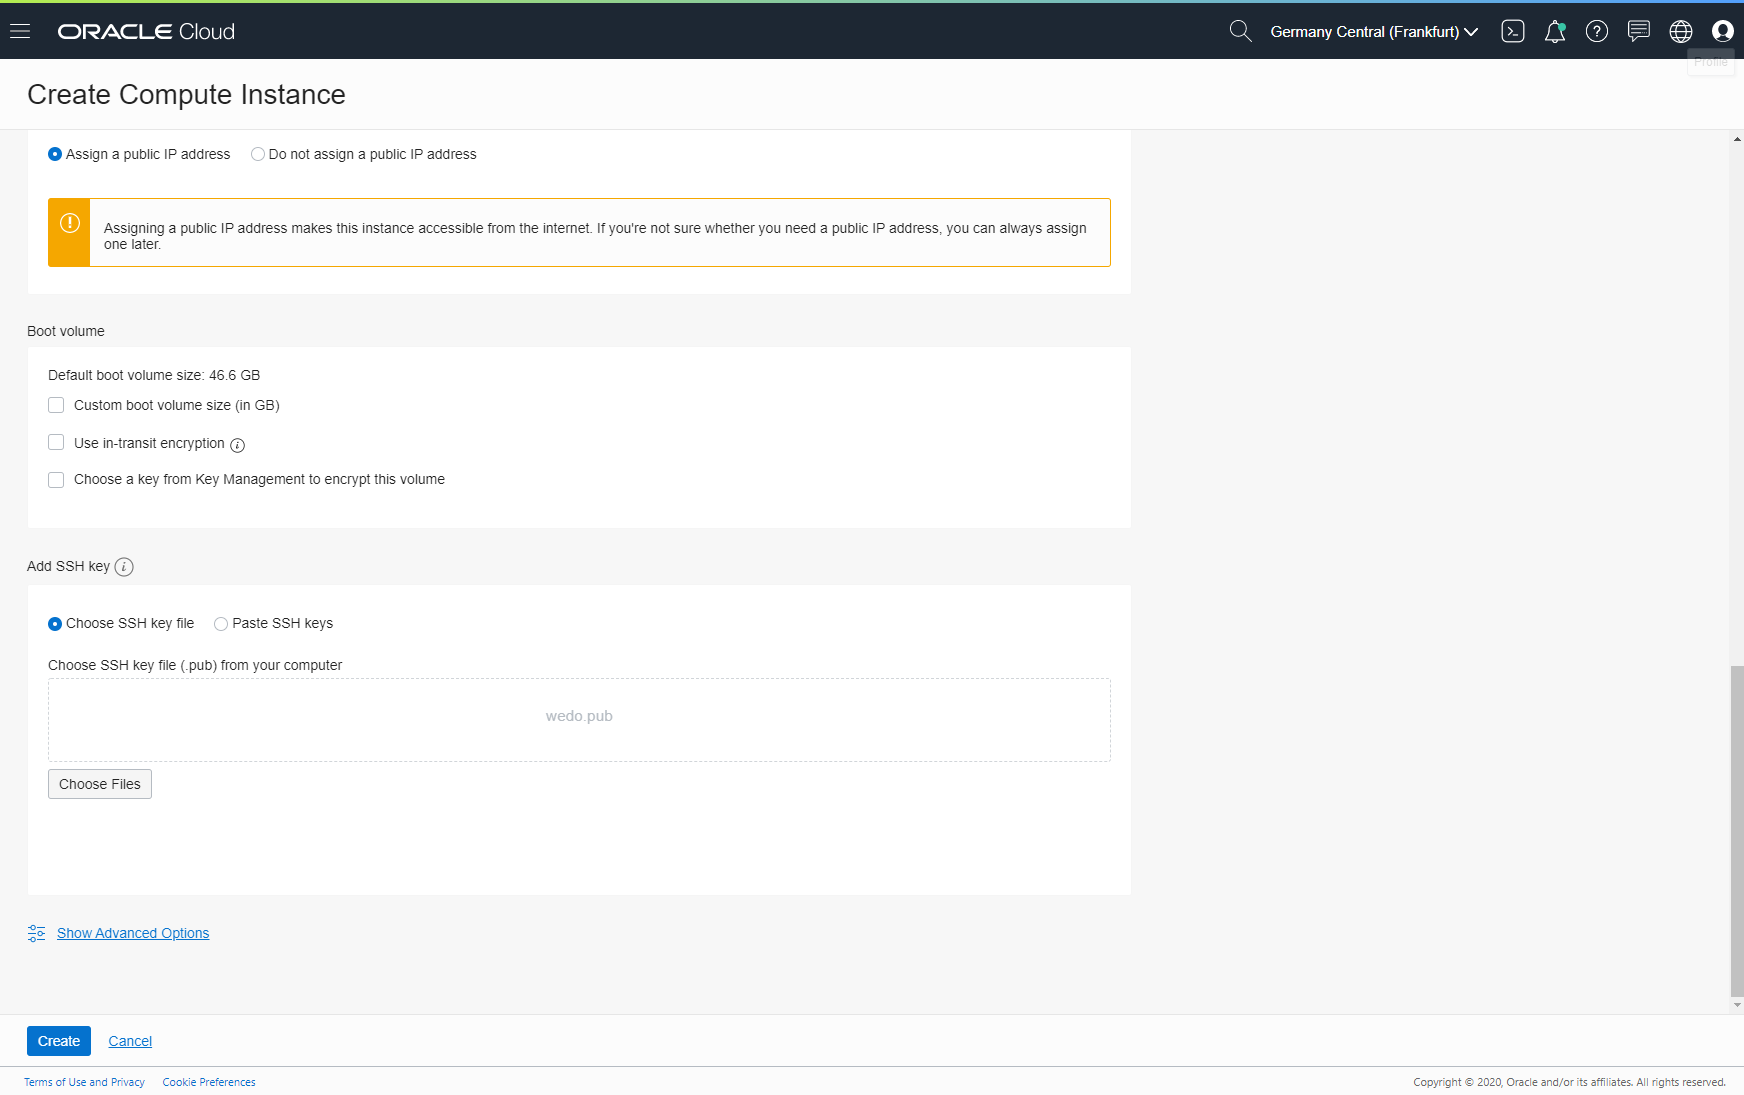 ORACLE Cloud
Germany Central (Frankfurt)
Profile
Create Compute Instance
Assign a public IP address
Do not assign a public IP address
Assigning a public IP address makes this instance accessible from the internet. If you're not sure whether you need a public IP address, you can always assign
one later.
Boot volume
Default boot volume size: 46.6 GB
Custom boot volume size (in GB)
Use in-transit encryption
Choose a key from Key Management to encrypt this volume
Add SSH key
Choose SSH key file
Paste SSH keys
Choose SSH key file (.pub) from your computer
wedo.pub
Choose Files
Show Advanced Options
Create
Cancel
Terms of Use and Privacy
Cookie Preferences
Copyright © 2020, Oracle and/or its affiliates. All rights reserved.